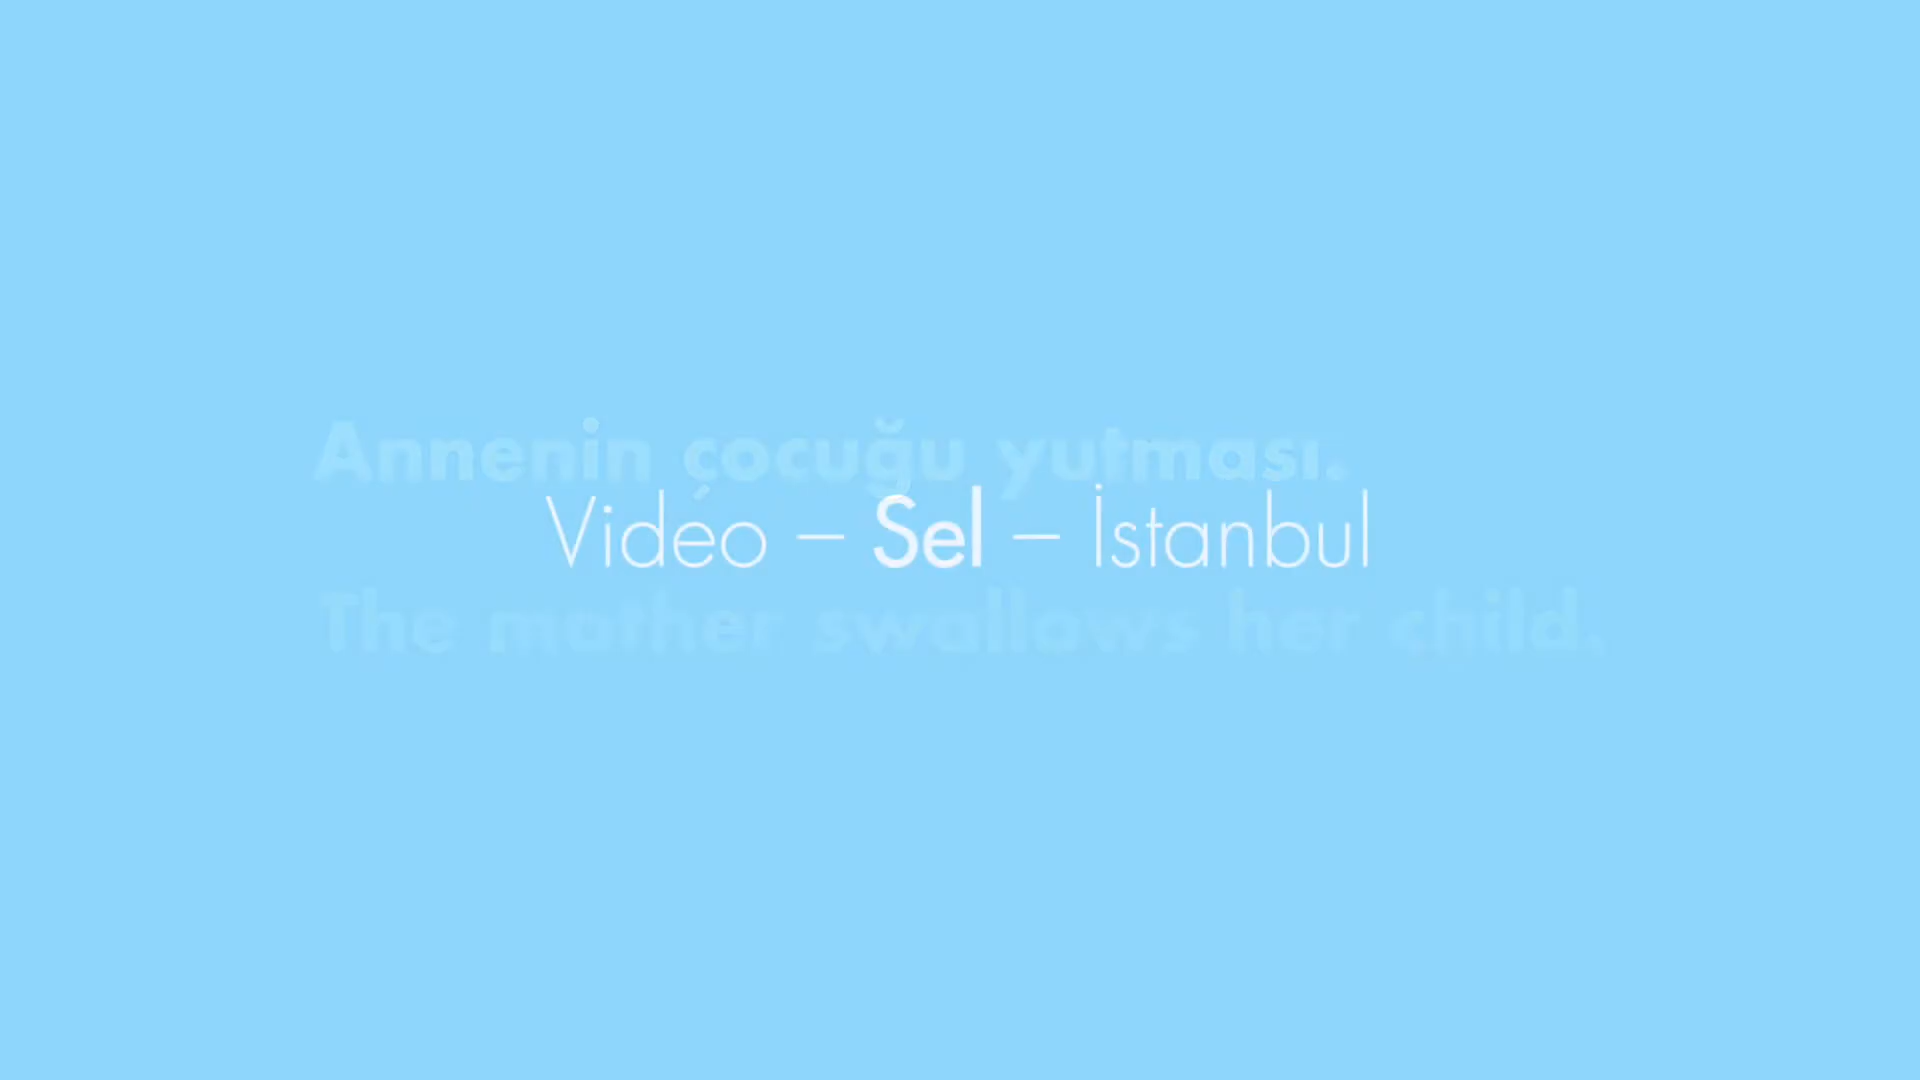 Annenin çocuğu yutması.
Video – Sel – İstanbul
The mother swallows her child.